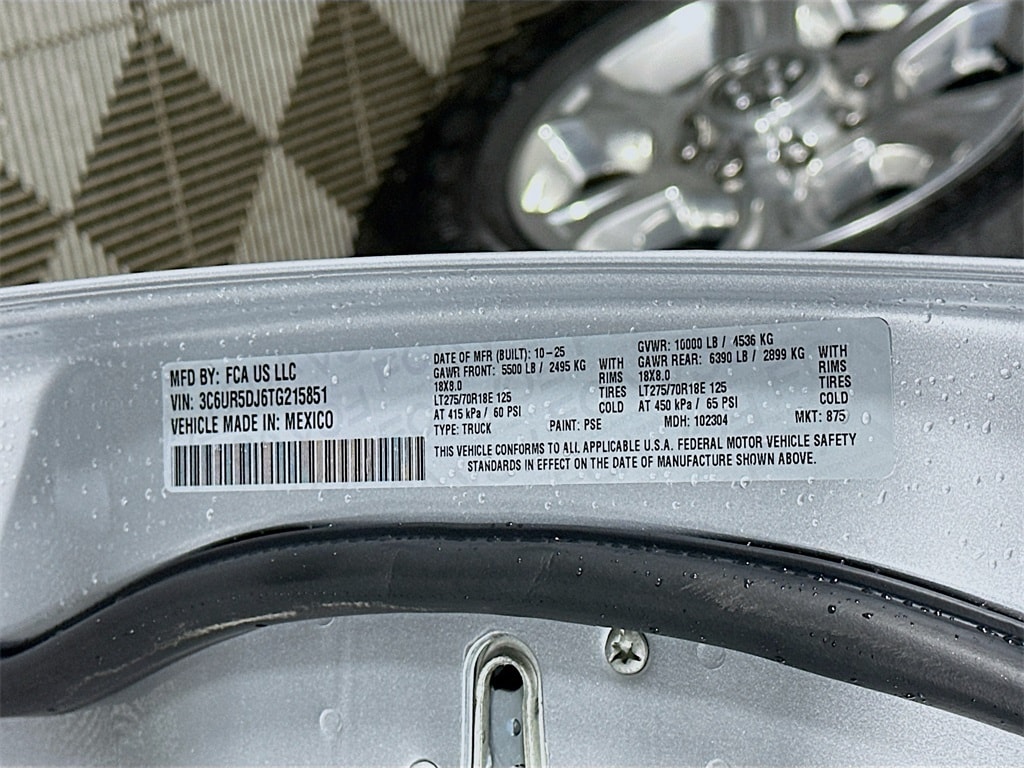 MFD BY: FCA US LLC
VIN: 3C6UR5DJ6TG215851
VEHICLE MADE IN: MEXICO
DATE OF MFR (BUILT): 10-25
GAWR FRONT: 5500 LB / 2495 KG
18X8.0
LT275/70R18E 125
AT 415 kPa / 60 PSI
WITH
RIMS
TIRES
COLD
TYPE: TRUCK PAINT: PSE
GVWR: 10000 LB / 4536 KG
GAWR REAR: 6390 LB / 2899 KG
18X8.0
LT275/70R18E 125
AT 450 kPa / 65 PSI
WITH
RIMS
TIRES
COLD
MDH: 102304 MKT: 875
THIS VEHICLE CONFORMS TO ALL APPLICABLE U.S.A. FEDERAL MOTOR VEHICLE SAFETY
STANDARDS IN EFFECT ON THE DATE OF MANUFACTURE SHOWN ABOVE.